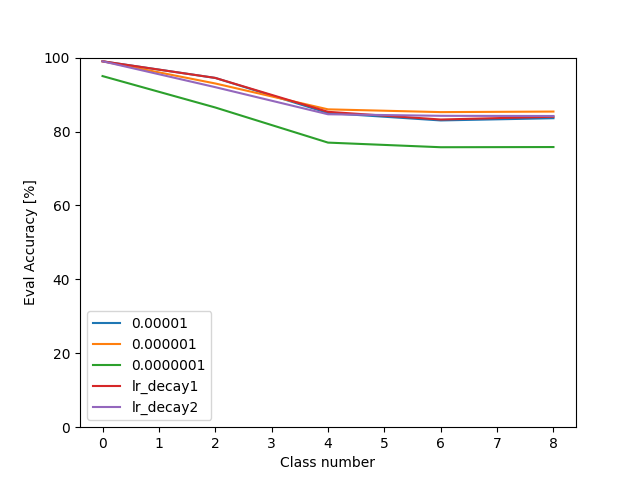 100
80
60
40
20
0
Eval Accuracy [%]
0.00001
0.000001
0.0000001
lr_decay1
lr_decay2
0 1 2 3 4 5 6 7 8
Class number